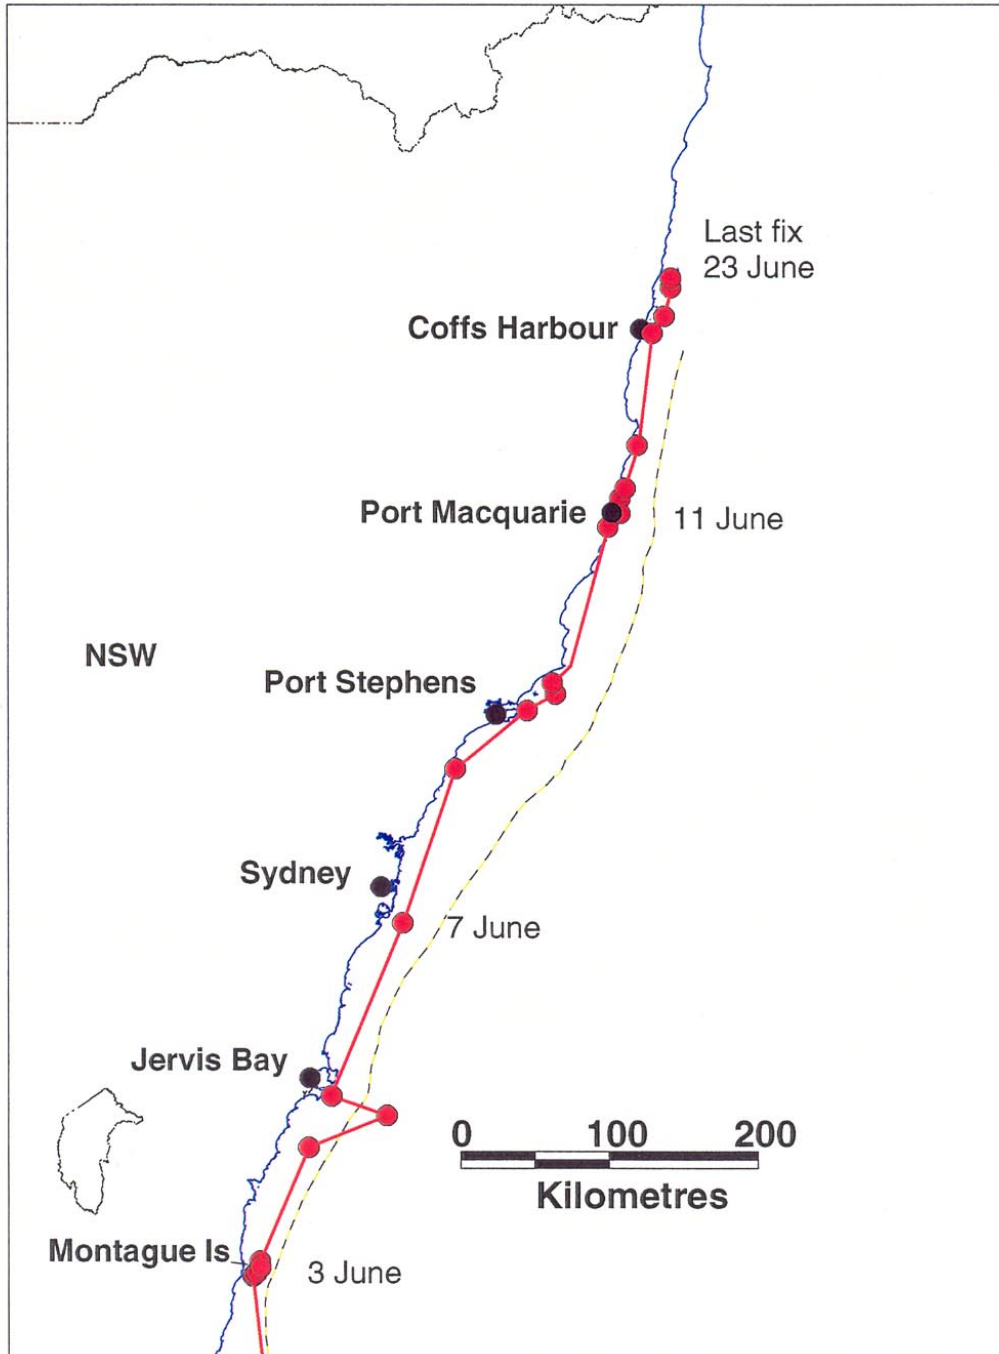 Last fix
23 June
Coffs Harbour
Port Macquarie
11 June
NSW
Port Stephens
Sydney
7 June
Jervis Bay
0 100 200
Kilometres
Montague Is
3 June